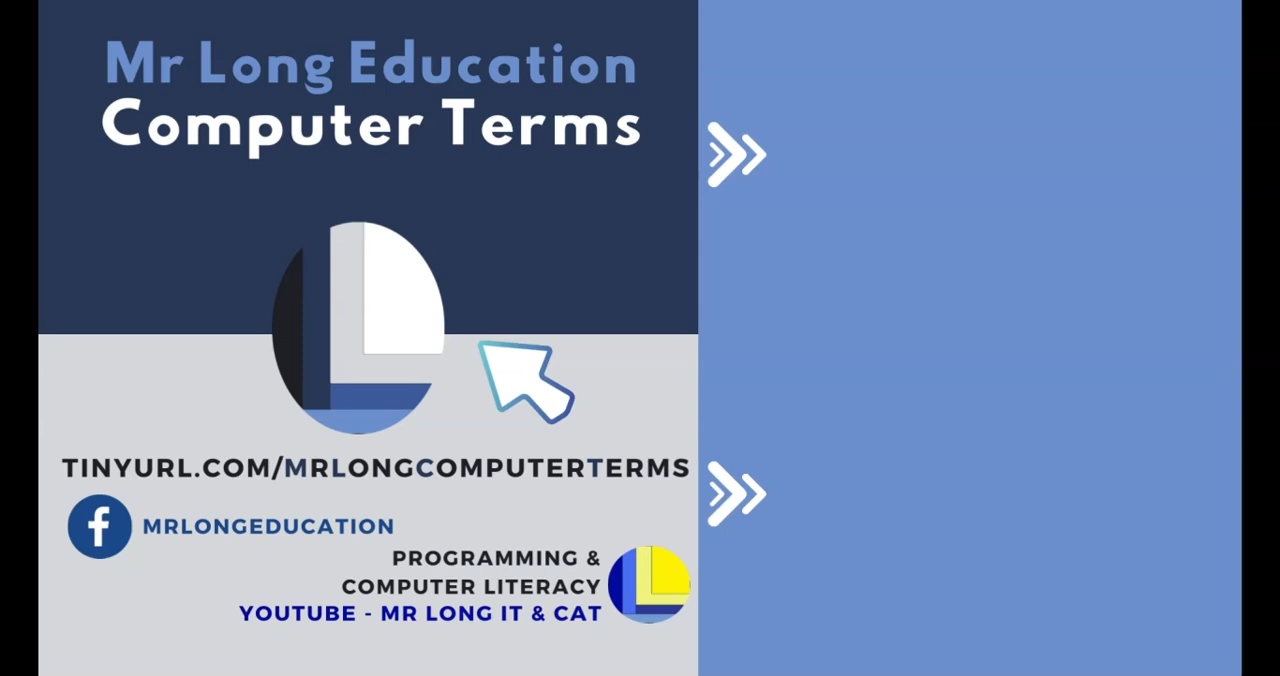 Mr Long Education
Computer Terms
TINYURL.COM/MRLONGCOMPUTERTERMS
MRLONGEDUCATION
PROGRAMMING &
COMPUTER LITERACY
YOUTUBE - MR LONG IT & CAT